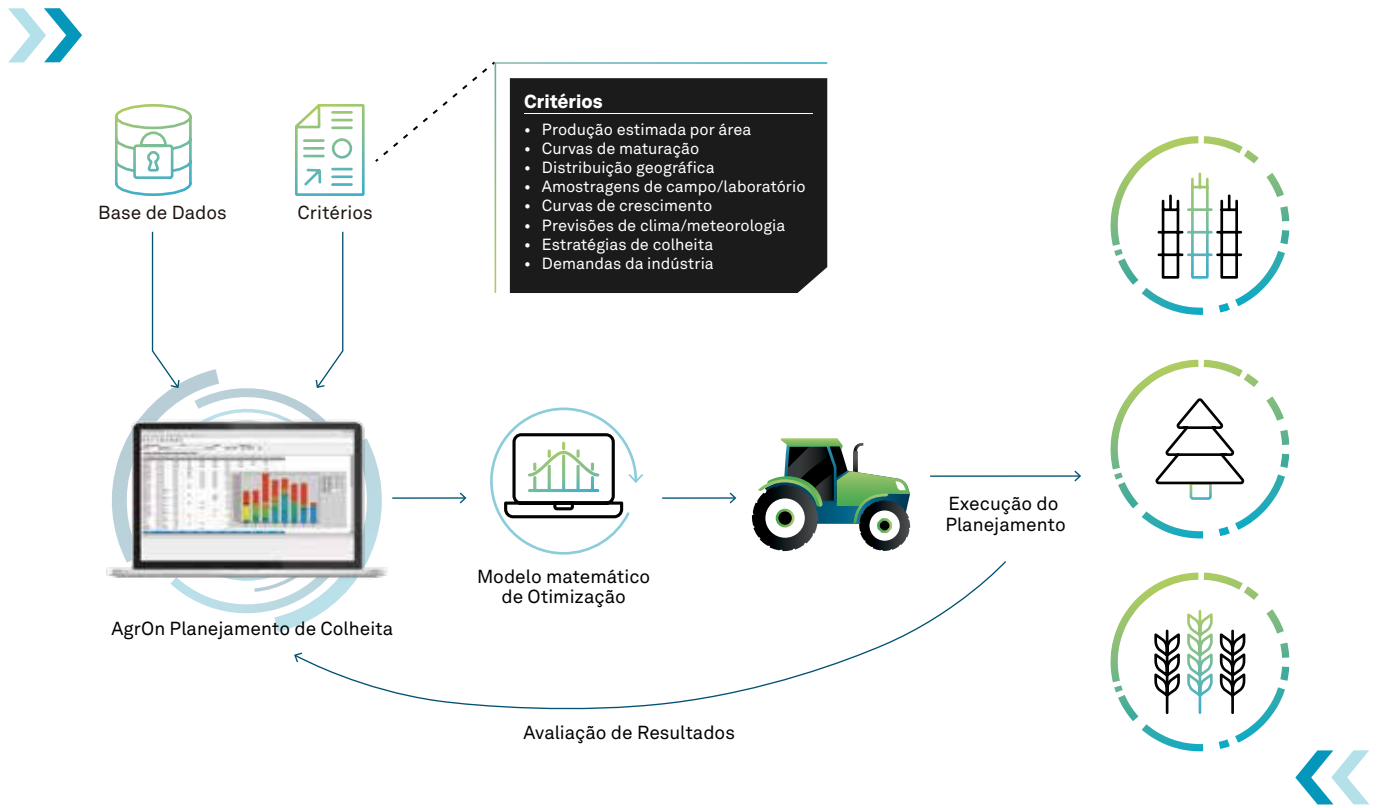 Critérios
• Produção estimada por área
• Curvas de maturação
• Distribuição geográfica
• Amostragens de campo/laboratório
• Curvas de crescimento
• Previsões de clima/meteorologia
• Estratégias de colheita
• Demandas da indústria
Base de Dados
Critérios
AgrOn Planejamento de Colheita
Modelo matemático
de Otimização
Execução do
Planejamento
Avaliação de Resultados